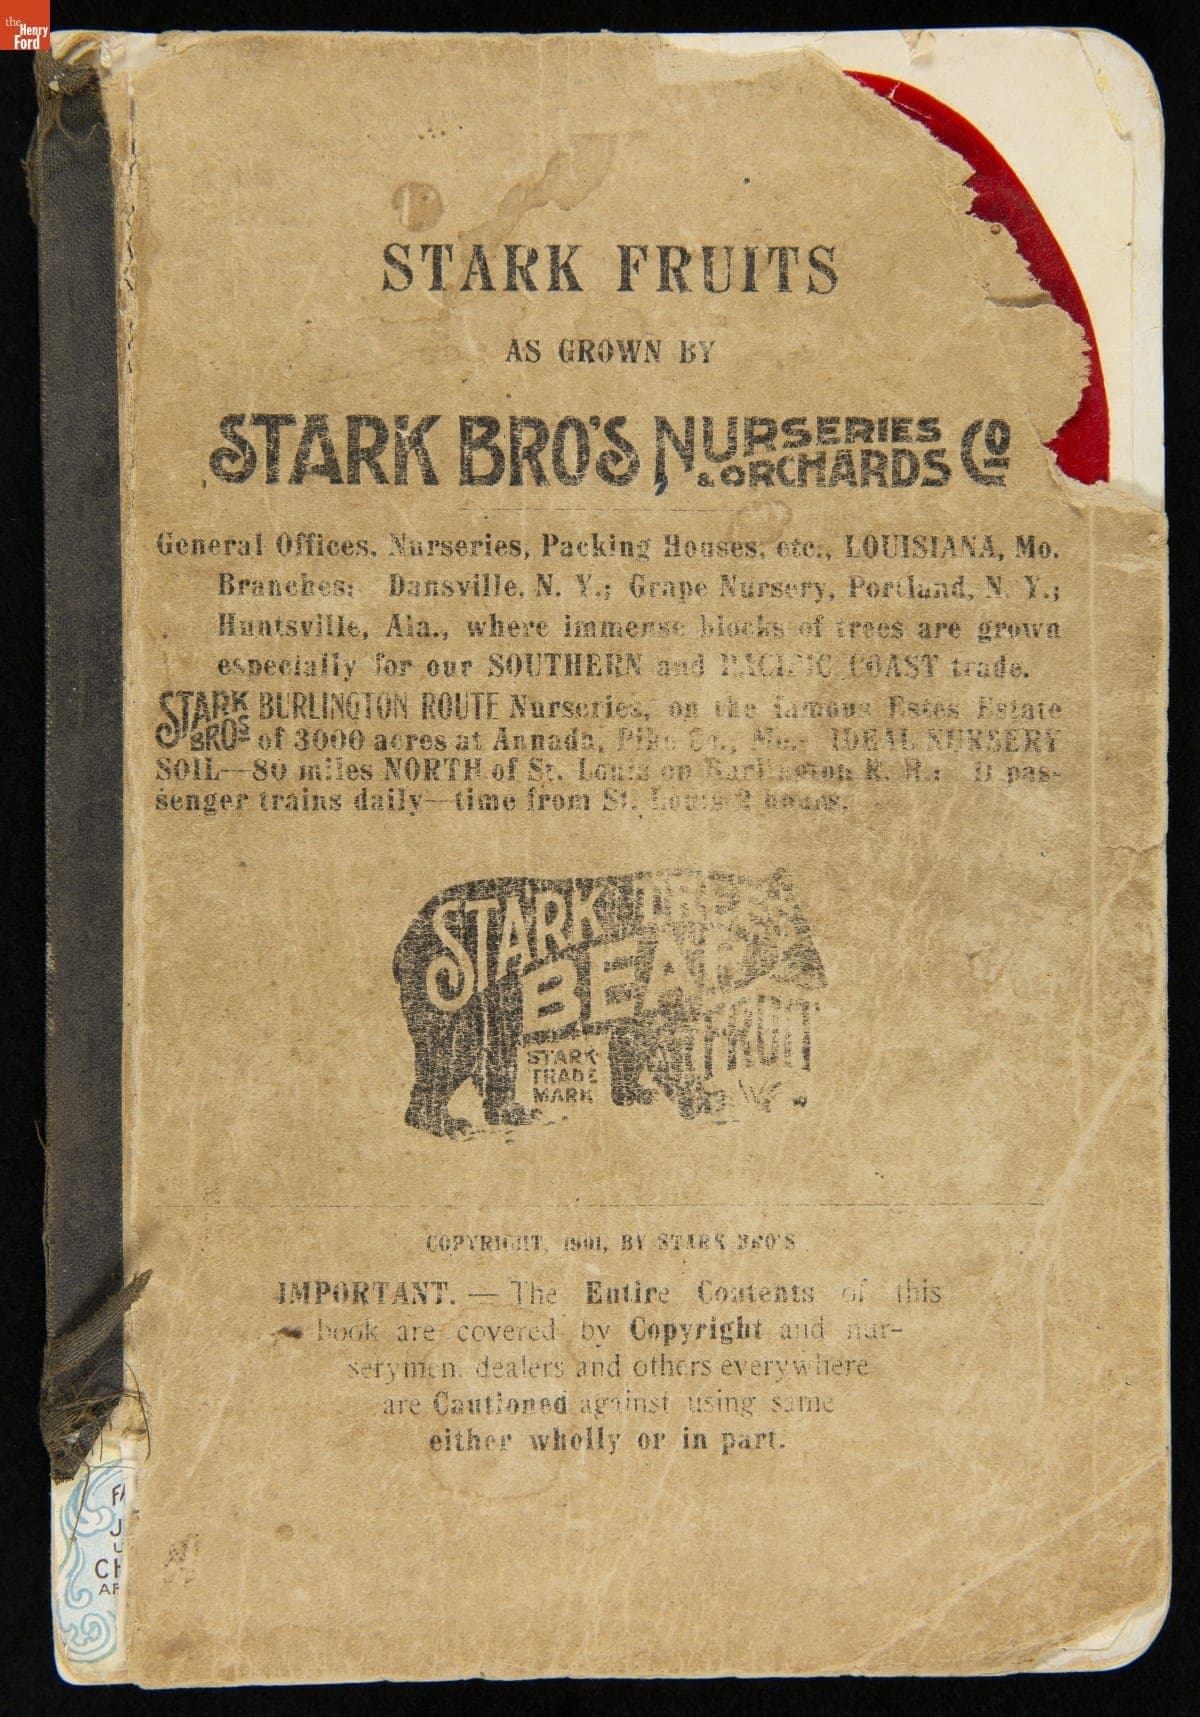 the
Henry
Ford
STARK FRUITS
AS GROWN BY
STARK BRO'S, NURSERIES & ORCHARDS CO
General Offices, Nurseries, Packing Houses, etc., LOUISIANA, Mo.
Branches: Dansville, N. Y.; Grape Nursery, Portland, N. Y.;
Huntsville, Ala., where immense blocks of trees are grown
especially for our SOUTHERN and PACIFIC COAST trade.
STARK BRO'S BURLINGTON ROUTE Nurseries, on the famous Estes Estate
of 3000 acres at Annada, Pike Co., Mo.- IDEAL NURSERY
SOIL—80 miles NORTH of St. Louis on Burlington R. R.: 11 pas-
senger trains daily—time from St. Louis 2 hours.
STARK TREES
BEAR
FRUIT
STARK
TRADE
MARK
COPYRIGHT, 1901, BY STARK BRO'S
IMPORTANT. — The Entire Contents of this
book are covered by Copyright and nur-
serymen, dealers and others everywhere
are Cautioned against using same
either wholly or in part.
FA
J
U
CH
AF